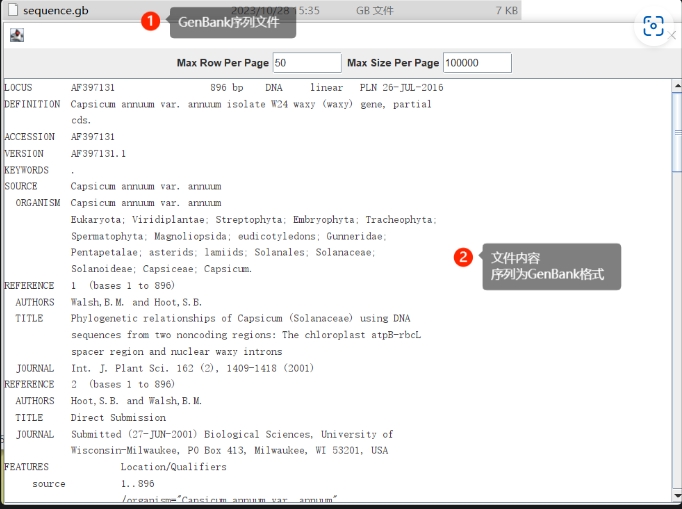 sequence.gb 2023/10/28 15:35 GB 文件 7 KB
1 GenBank序列文件
Max Row Per Page 50 Max Size Per Page 100000
LOCUS AF397131 896 bp DNA linear PLN 26-JUL-2016
DEFINITION Capsicum annuum var. annuum isolate W24 waxy (waxy) gene, partial
cds.
ACCESSION AF397131
VERSION AF397131.1
KEYWORDS .
SOURCE Capsicum annuum var. annuum
ORGANISM Capsicum annuum var. annuum
Eukaryota; Viridiplantae; Streptophyta; Embryophyta; Tracheophyta;
Spermatophyta; Magnoliopsida; eudicotyledons; Gunneridae;
Pentapetalae; asterids; lamiids; Solanales; Solanaceae;
Solanoideae; Capsiceae; Capsicum.
2 文件内容
序列为GenBank格式
REFERENCE 1 (bases 1 to 896)
AUTHORS Walsh,B.M. and Hoot,S.B.
TITLE Phylogenetic relationships of Capsicum (Solanaceae) using DNA
sequences from two noncoding regions: The chloroplast atpB-rbcL
spacer region and nuclear waxy introns
JOURNAL Int. J. Plant Sci. 162 (2), 1409-1418 (2001)
REFERENCE 2 (bases 1 to 896)
AUTHORS Hoot,S.B. and Walsh,B.M.
TITLE Direct Submission
JOURNAL Submitted (27-JUN-2001) Biological Sciences, University of
Wisconsin-Milwaukee, PO Box 413, Milwaukee, WI 53201, USA
FEATURES Location/Qualifiers
source 1..896
/organism="Capsicum annuum var. annuum"